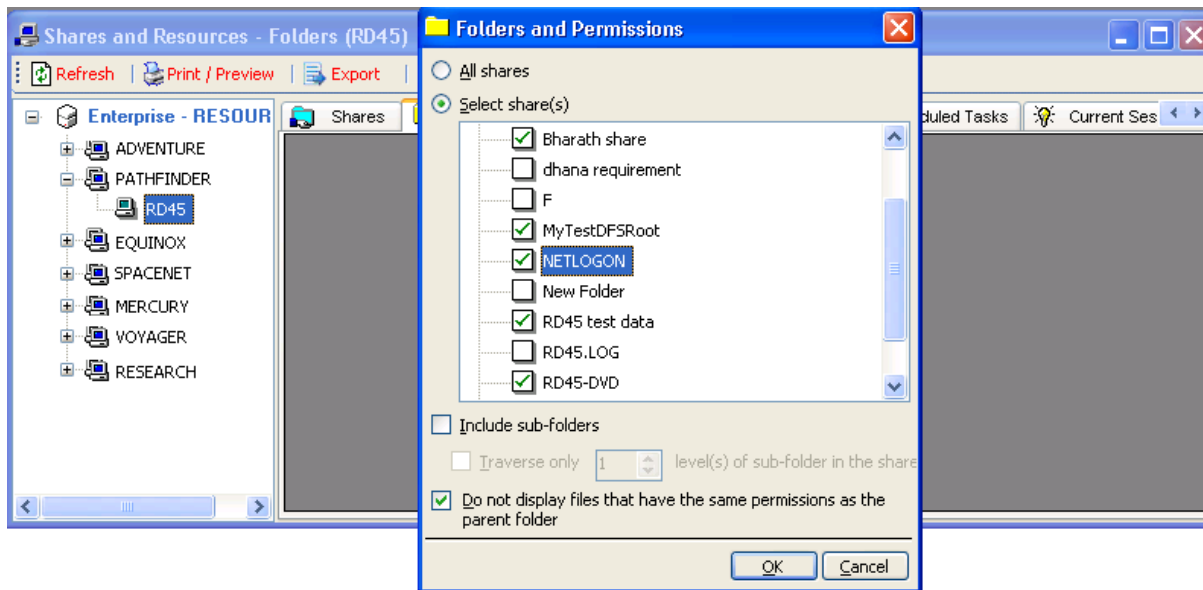 Shares and Resources - Folders (RD45)
Refresh
Print / Preview
Export
Enterprise - RESOUR
ADVENTURE
PATHFINDER
RD45
EQUINOX
SPACENET
MERCURY
VOYAGER
RESEARCH
Shares
duled Tasks
Current Ses
Folders and Permissions
All shares
Select share(s)
Bharath share
dhana requirement
F
MyTestDFSRoot
NETLOGON
New Folder
RD45 test data
RD45.LOG
RD45-DVD
Include sub-folders
Traverse only 1 level(s) of sub-folder in the share
Do not display files that have the same permissions as the
parent folder
OK Cancel